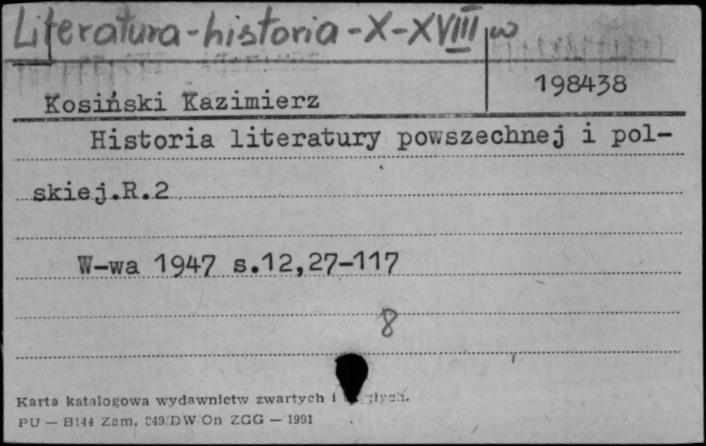 Literatura-historia-X-XVIII w
198438
Kosiński Kazimierz
Historia literatury powszechnej i pol-
skiej.R.2
W-wa 1947 s.12,27-117
8
Karta katalogowa wydawnictw zwartych i
PU — B144 Zam. 249/DW/On ZGG — 1991